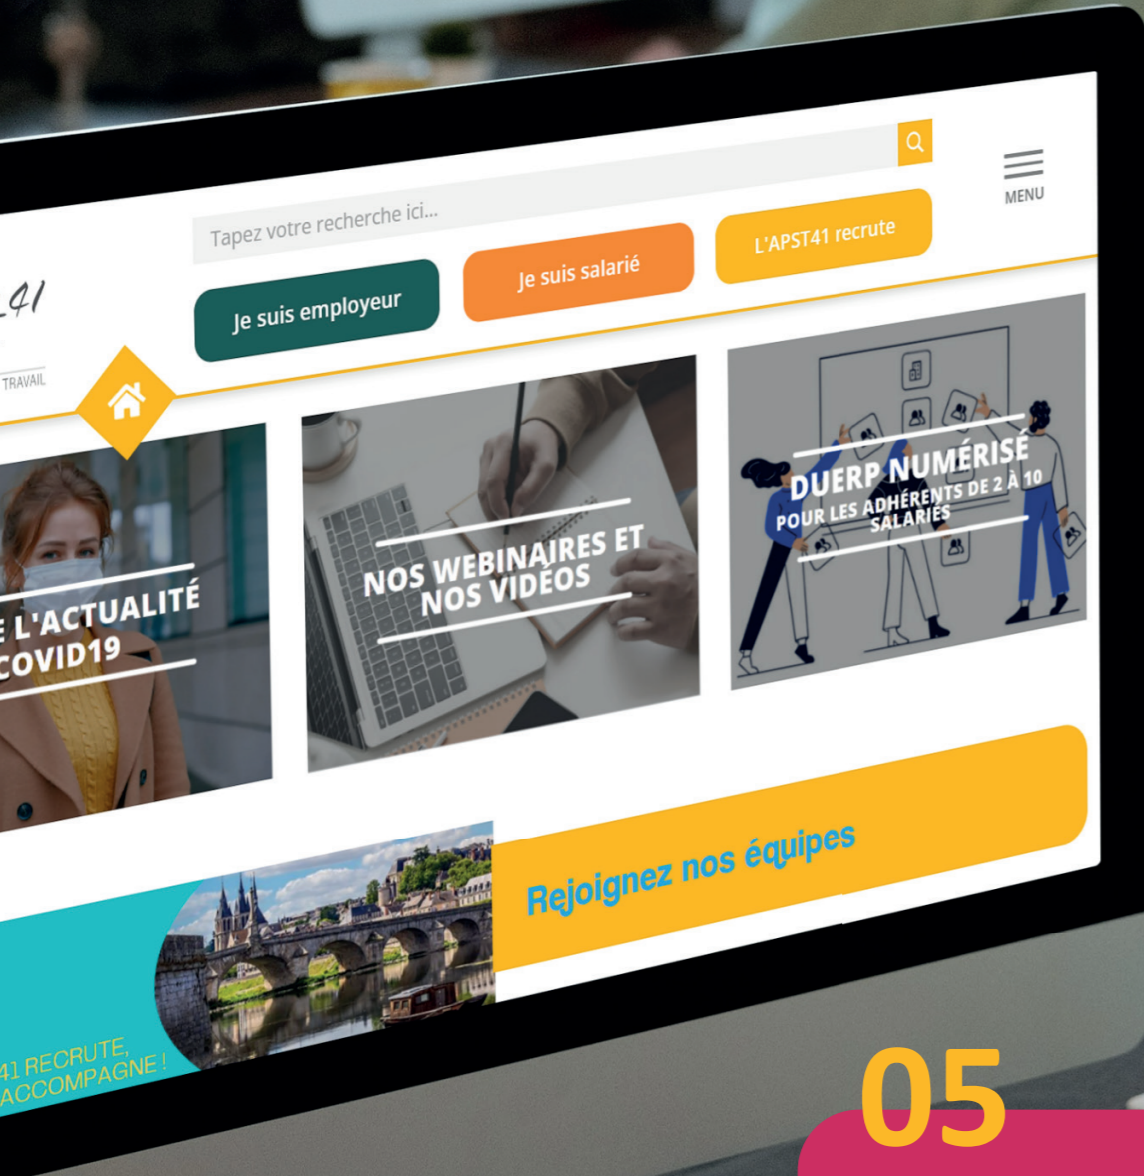 Tapez votre recherche ici...
MENU
Je suis employeur
Je suis salarié
L'APST41 recrute
41
TRAVAIL
L'ACTUALITÉ
COVID19
NOS WEBINAIRES ET
NOS VIDÉOS
DUERP NUMÉRISÉ
POUR LES ADHÉRENTS DE 2 À 10
SALARIÉS
Rejoignez nos équipes
41 RECRUTE,
ACCOMPAGNE !
05